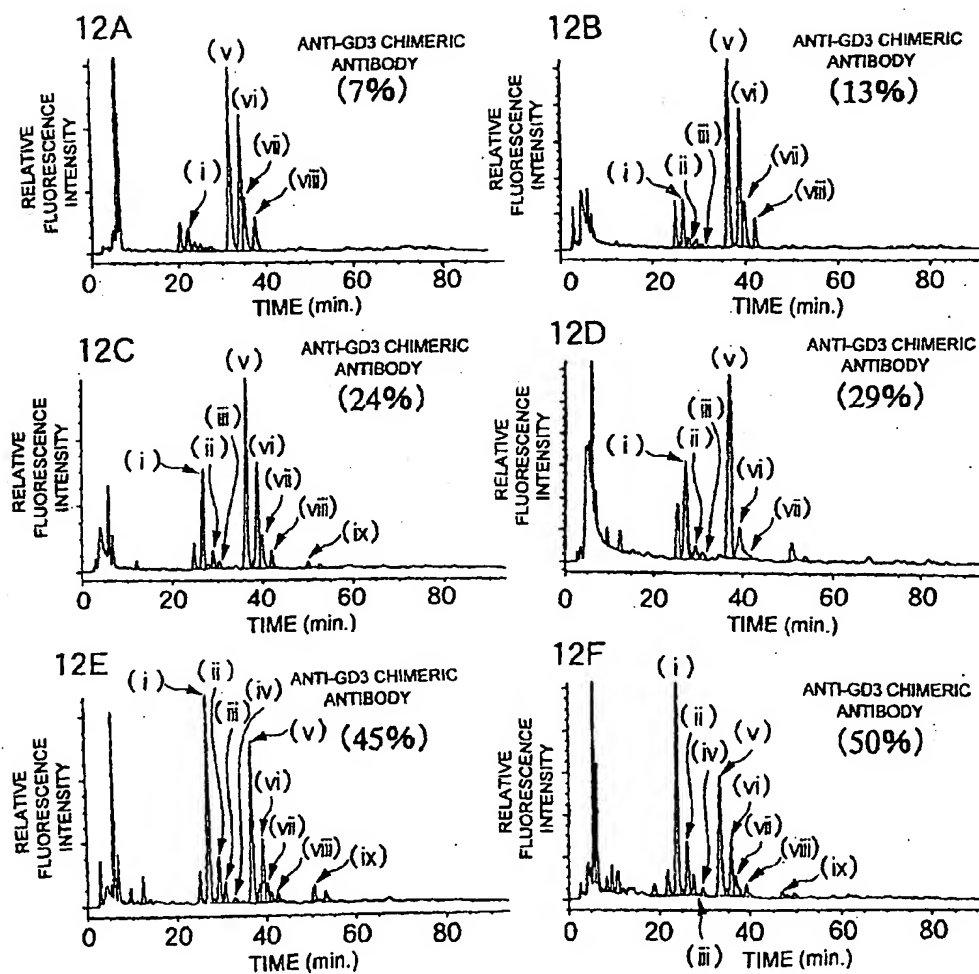 12A
ANTI-GD3 CHIMERIC
ANTIBODY
(7%)
(v)
(vi)
(vii)
(viii)
(i)
RELATIVE
FLUORESCENCE
INTENSITY
0 20 40 60 80
TIME (min.)
12B
ANTI-GD3 CHIMERIC
ANTIBODY
(13%)
(v)
(vi)
(iii)
(ii)
(i)
(vii)
(viii)
RELATIVE
FLUORESCENCE
INTENSITY
0 20 40 60 80
TIME (min.)
12C
ANTI-GD3 CHIMERIC
ANTIBODY
(24%)
(v)
(iii)
(ii)
(i)
(vi)
(vii)
(viii)
(ix)
RELATIVE
FLUORESCENCE
INTENSITY
0 20 40 60 80
TIME (min.)
12D
ANTI-GD3 CHIMERIC
ANTIBODY
(29%)
(v)
(iii)
(ii)
(i)
(vi)
(vii)
RELATIVE
FLUORESCENCE
INTENSITY
0 20 40 60 80
TIME (min.)
12E
ANTI-GD3 CHIMERIC
ANTIBODY
(45%)
(i)
(ii)
(iii)
(iv)
(v)
(vi)
(vii)
(viii)
(ix)
RELATIVE
FLUORESCENCE
INTENSITY
0 20 40 60 80
TIME (min.)
12F
ANTI-GD3 CHIMERIC
ANTIBODY
(50%)
(i)
(ii)
(iv)
(v)
(vi)
(vii)
(viii)
(ix)
RELATIVE
FLUORESCENCE
INTENSITY
0 20 40 60 80
(iii)
TIME (min.)